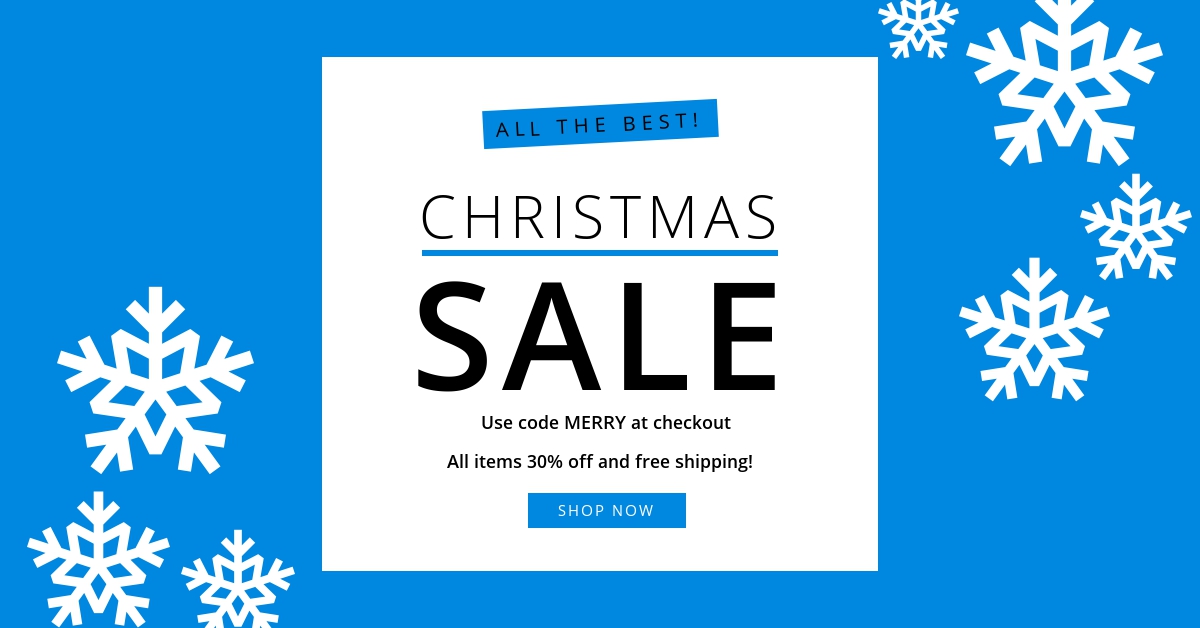 ALL THE BEST!
CHRISTMAS
SALE
Use code MERRY at checkout
All items 30% off and free shipping!
SHOP NOW